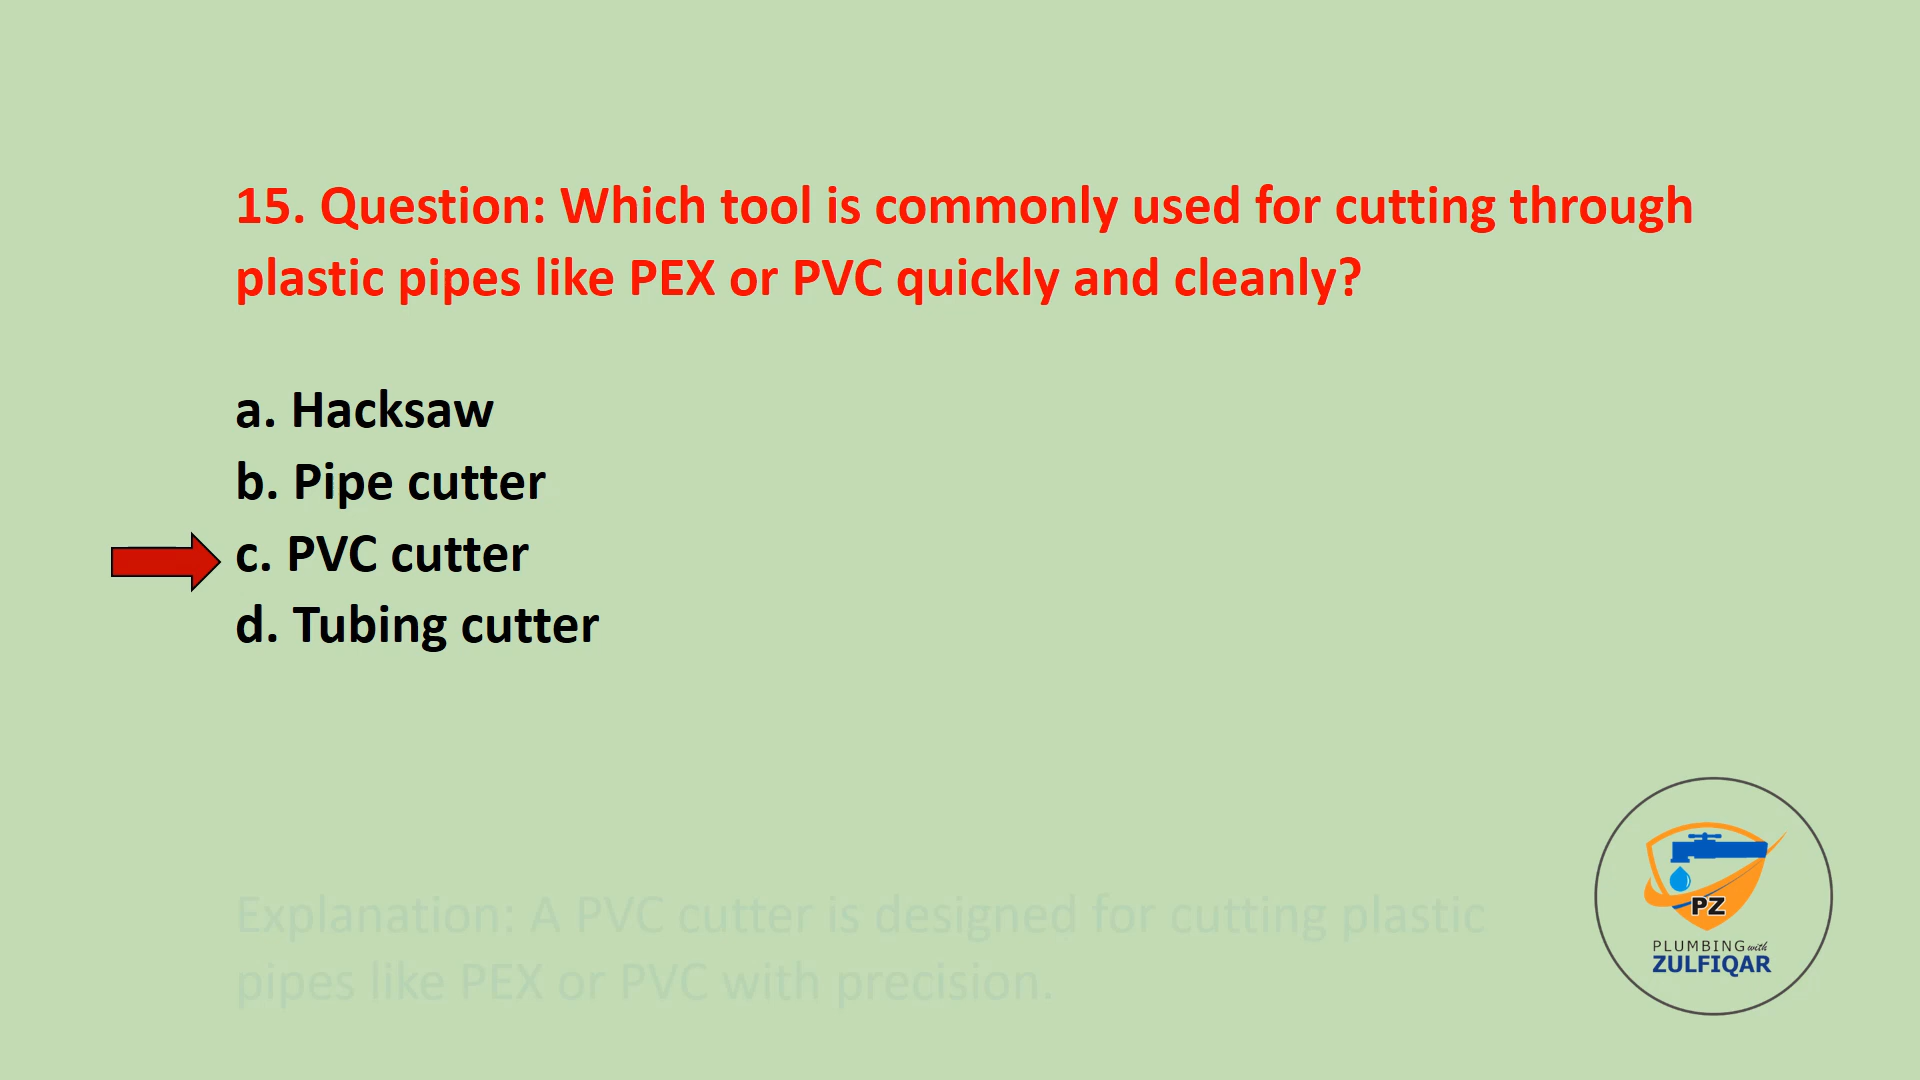 15. Question: Which tool is commonly used for cutting through
plastic pipes like PEX or PVC quickly and cleanly?
a. Hacksaw
b. Pipe cutter
c. PVC cutter
d. Tubing cutter
Explanation: A PVC cutter is designed for cutting plastic
pipes like PEX or PVC with precision.
PZ
PLUMBING with
ZULFIQAR